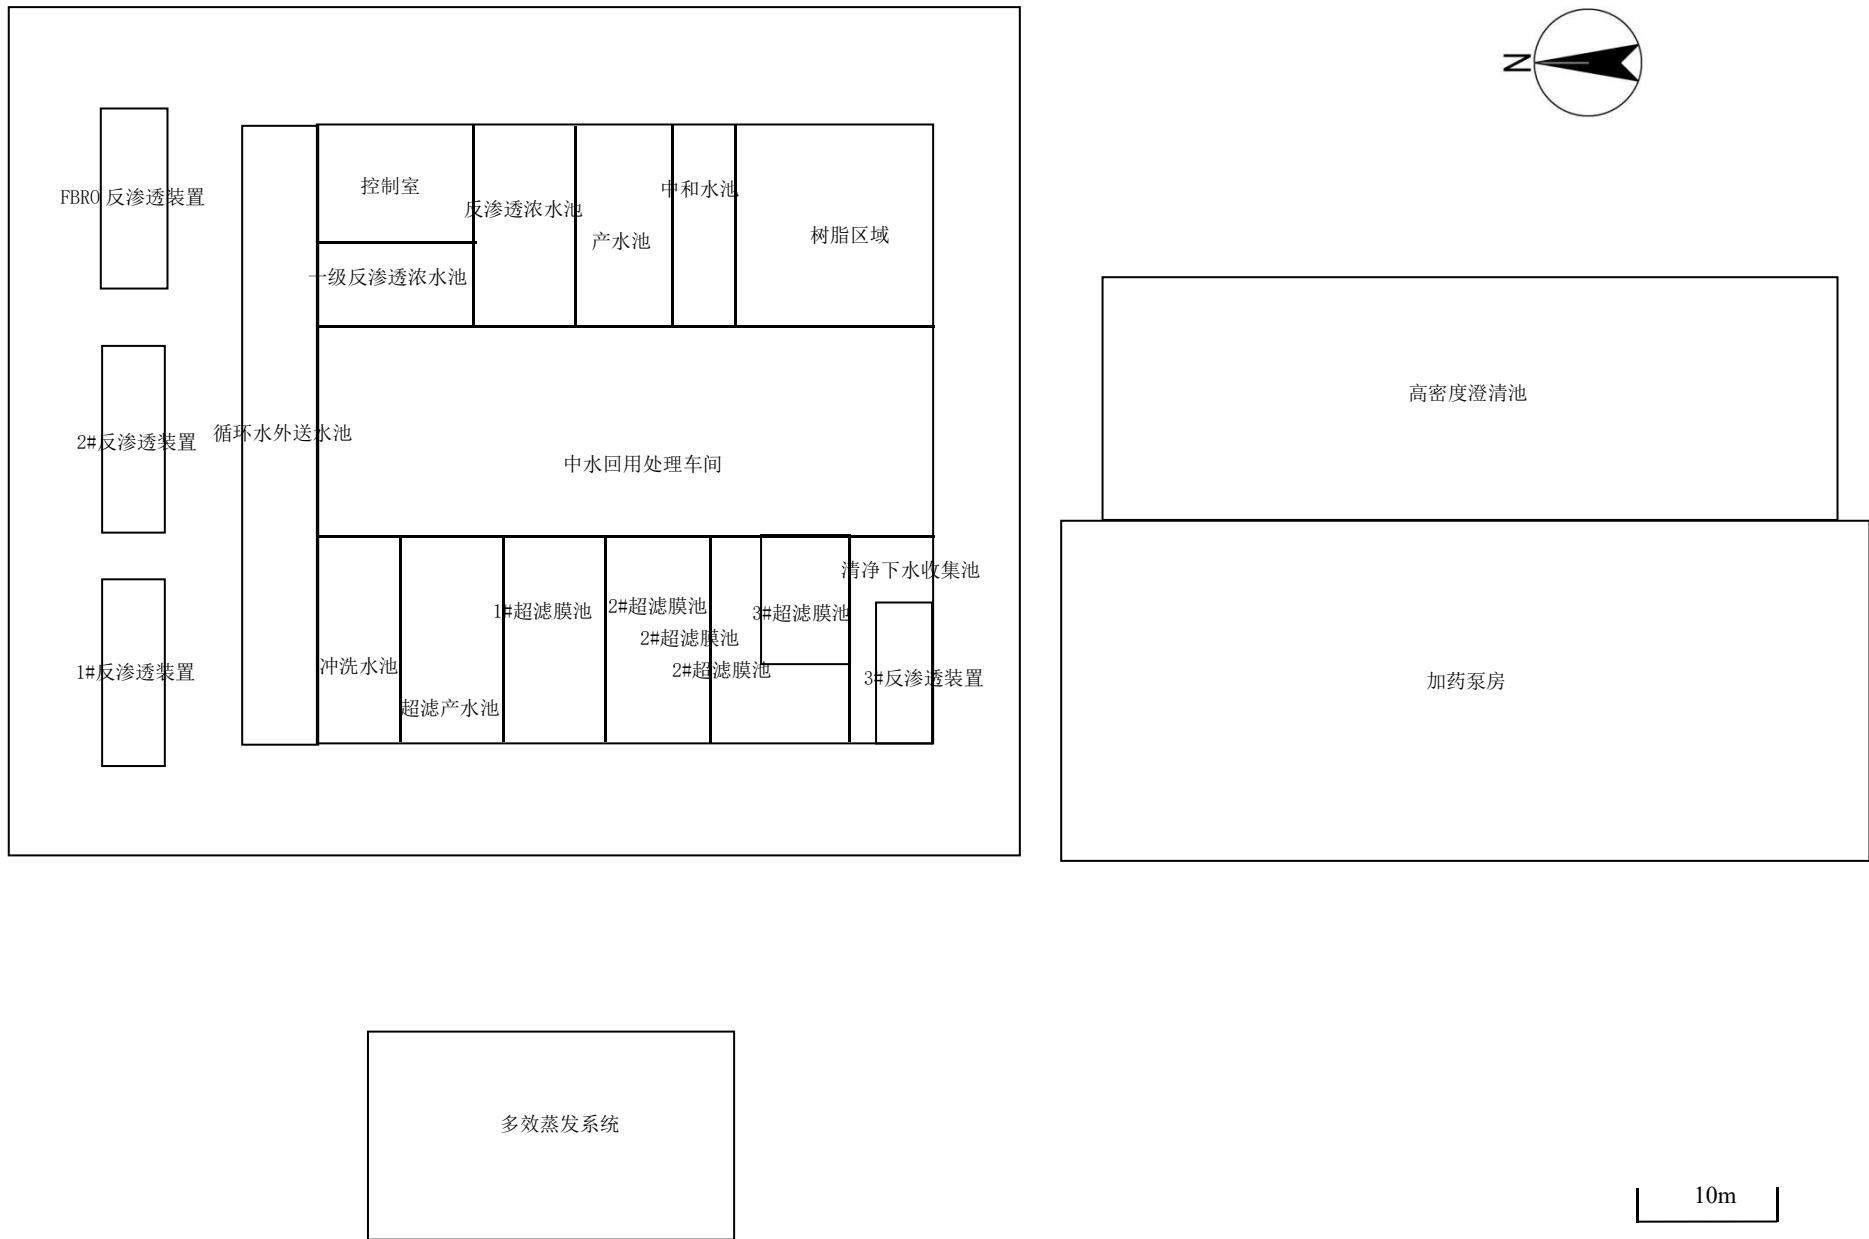 N
控制室
中和水池
FBRO 反渗透装置
反渗透浓水池
产水池
树脂区域
一级反渗透浓水池
高密度澄清池
2#反渗透装置
循环水外送水池
中水回用处理车间
清净下水收集池
1#超滤膜池
2#超滤膜池
3#超滤膜池
2#超滤膜池
2#超滤膜池
冲洗水池
1#反渗透装置
3#反渗透装置
加药泵房
超滤产水池
多效蒸发系统
10m